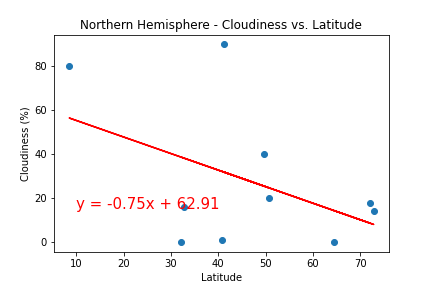 Northern Hemisphere - Cloudiness vs. Latitude
Cloudiness (%)
80
60
40
20
0
y = -0.75x + 62.91
10 20 30 40 50 60 70
Latitude